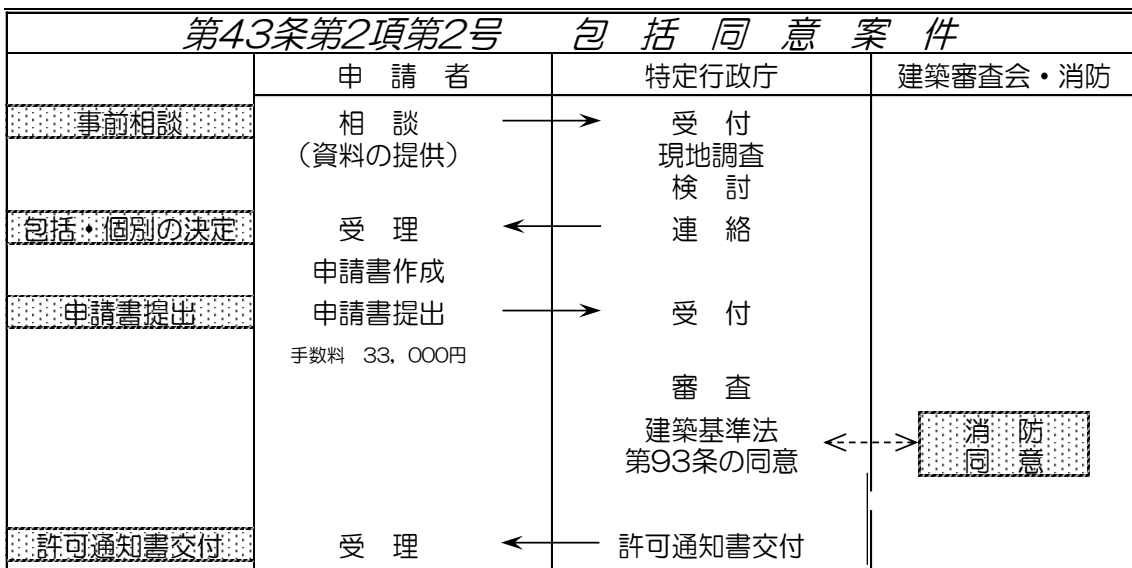 第43条第2項第2号　包 括 同 意 案 件
申 請 者　特定行政庁　建築審査会・消防
事前相談　相 談　受 付
（資料の提供）　現地調査
検 討
包括・個別の決定　受 理　連 絡
申請書作成
申請書提出　申請書提出　受 付
手数料 33，000円
審 査
建築基準法　消 防
第93条の同意　同 意
許可通知書交付　受 理　許可通知書交付